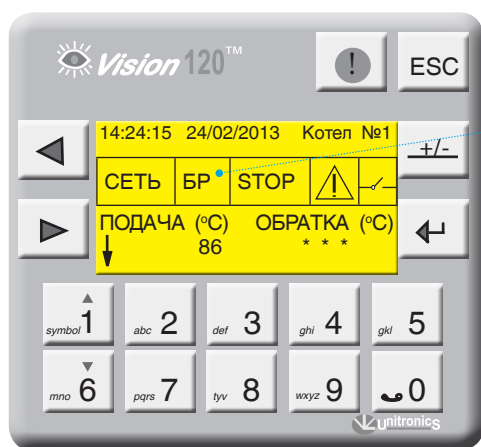 Vision 120™
! ESC
14:24:15 24/02/2013 Котел №1
+/-
СЕТЬ БР STOP
ПОДАЧА (°C) ОБРАТКА (°C)
86 * * *
symbol 1 abc 2 def 3 ghi 4 gkl 5
mno 6 pqrs 7 tyv 8 wxyz 9 0
unitronics